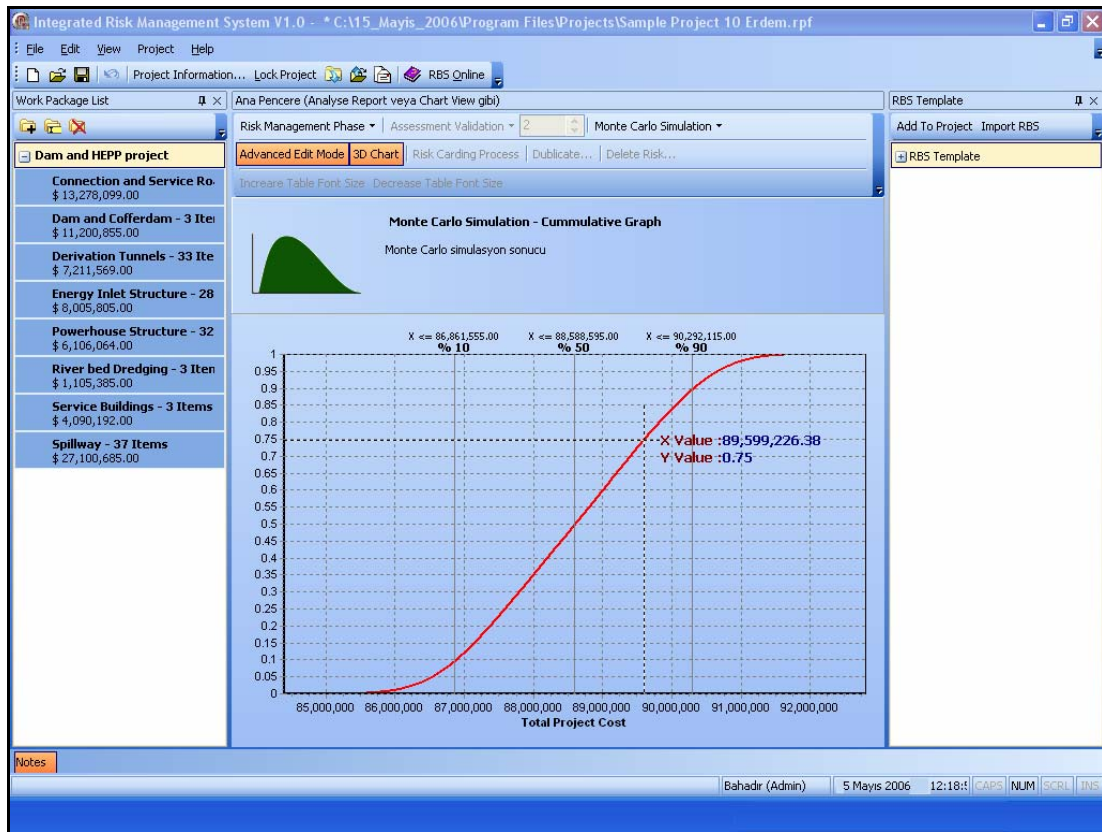 Integrated Risk Management System V1.0 - * C:\15_Mayis_2006\Program Files\Projects\Sample Project 10 Erdem.rpf
File Edit View Project Help
Project Information... Lock Project RBS Online
Work Package List
Dam and HEPP project
Connection and Service Ro
$ 13,278,099.00
Dam and Cofferdam - 3 Iter
$ 11,200,855.00
Derivation Tunnels - 33 Ite
$ 7,211,569.00
Energy Inlet Structure - 28
$ 8,005,805.00
Powerhouse Structure - 32
$ 6,106,064.00
River bed Dredging - 3 Iten
$ 1,105,385.00
Service Buildings - 3 Items
$ 4,090,192.00
Spillway - 37 Items
$ 27,100,685.00
Ana Pencere (Analyse Report veya Chart View gibi)
Risk Management Phase Assessment Validation 2 Monte Carlo Simulation
Advanced Edit Mode 3D Chart Risk Carding Process Dublicate... Delete Risk...
Increare Table Font Size Decrease Table Font Size
Monte Carlo Simulation - Cummulative Graph
Monte Carlo simulasyon sonucu
X <= 86,861,555.00 X <= 88,588,595.00 X <= 90,292,115.00
% 10 % 50 % 90
1
0.95
0.9
0.85
0.8
0.75
0.7
0.65
0.6
0.55
0.5
0.45
0.4
0.35
0.3
0.25
0.2
0.15
0.1
0.05
0
X Value :89,599,226.38
Y Value :0.75
85,000,000 86,000,000 87,000,000 88,000,000 89,000,000 90,000,000 91,000,000 92,000,000
Total Project Cost
RBS Template
Add To Project Import RBS
RBS Template
Notes
Bahadır (Admin) 5 Mayıs 2006 12:18:5 CAPS NUM SCRL INS